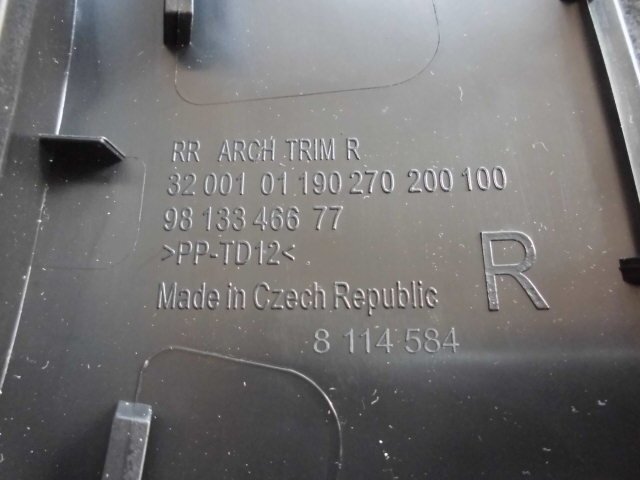 RR ARCH TRIM R
32 001 01 190 270 200 100
98 133 466 77
>PP-TD12<
R
Made in Czech Republic
8 114 584